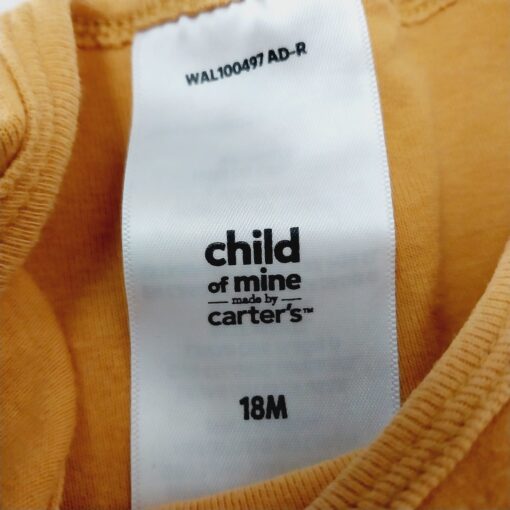 WAL100497 AD-R
child
of mine
made by
carter's™
18M